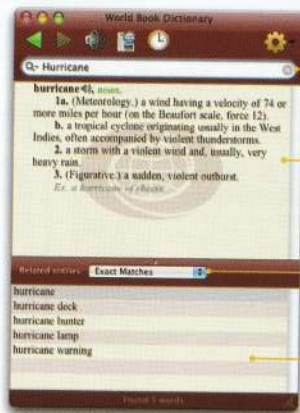 World Book Dictionary
Hurricane
hurricane, noun.
1a. (Meteorology.) a wind having a velocity of 74 or
more miles per hour (on the Beaufort scale, force 12).
b. a tropical cyclone originating usually in the West
Indies, often accompanied by violent thunderstorms.
2. a storm with a violent wind and, usually, very
heavy rain.
3. (Figurative.) a sudden, violent outburst.
Ex. a hurricane of cheers.
Related entries: Exact Matches
hurricane
hurricane deck
hurricane hunter
hurricane lamp
hurricane warning
Found 5 words